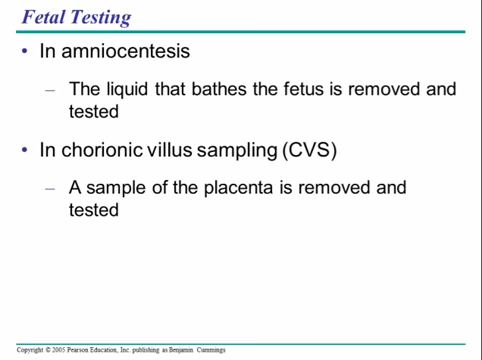 Fetal Testing
• In amniocentesis
– The liquid that bathes the fetus is removed and
tested
• In chorionic villus sampling (CVS)
– A sample of the placenta is removed and
tested
Copyright © 2005 Pearson Education, Inc. publishing as Benjamin Cummings